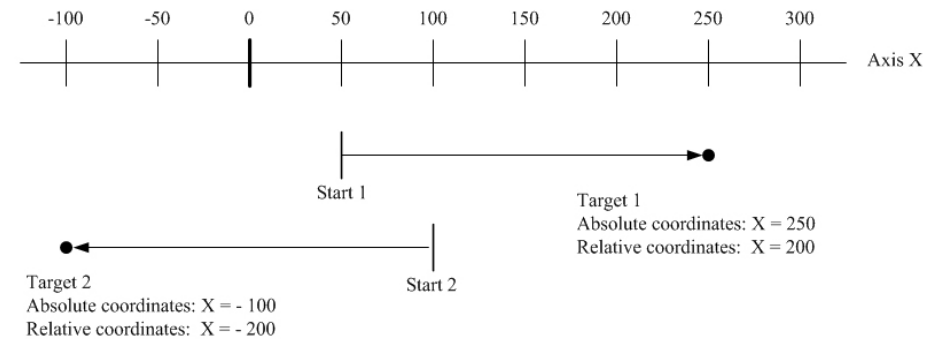 -100 -50 0 50 100 150 200 250 300
Axis X
Start 1
Target 1
Absolute coordinates: X = 250
Relative coordinates: X = 200
Start 2
Target 2
Absolute coordinates: X = - 100
Relative coordinates: X = - 200